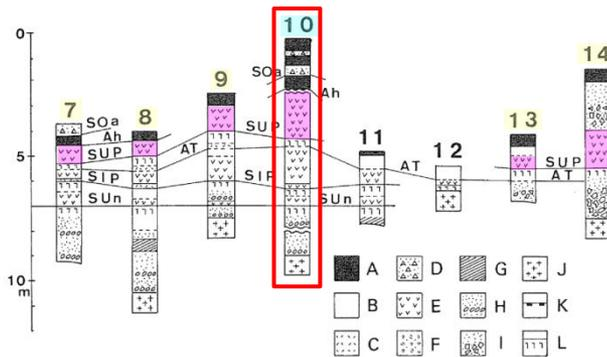 0
5
10
m
7
8
9
10
11
12
13
14
SOa
Ah
SUP
SIP
AT
SUP
SIP
SUn
SOa
Ah
SUn
AT
SUP
AT
A D G J
B E H K
C F I L